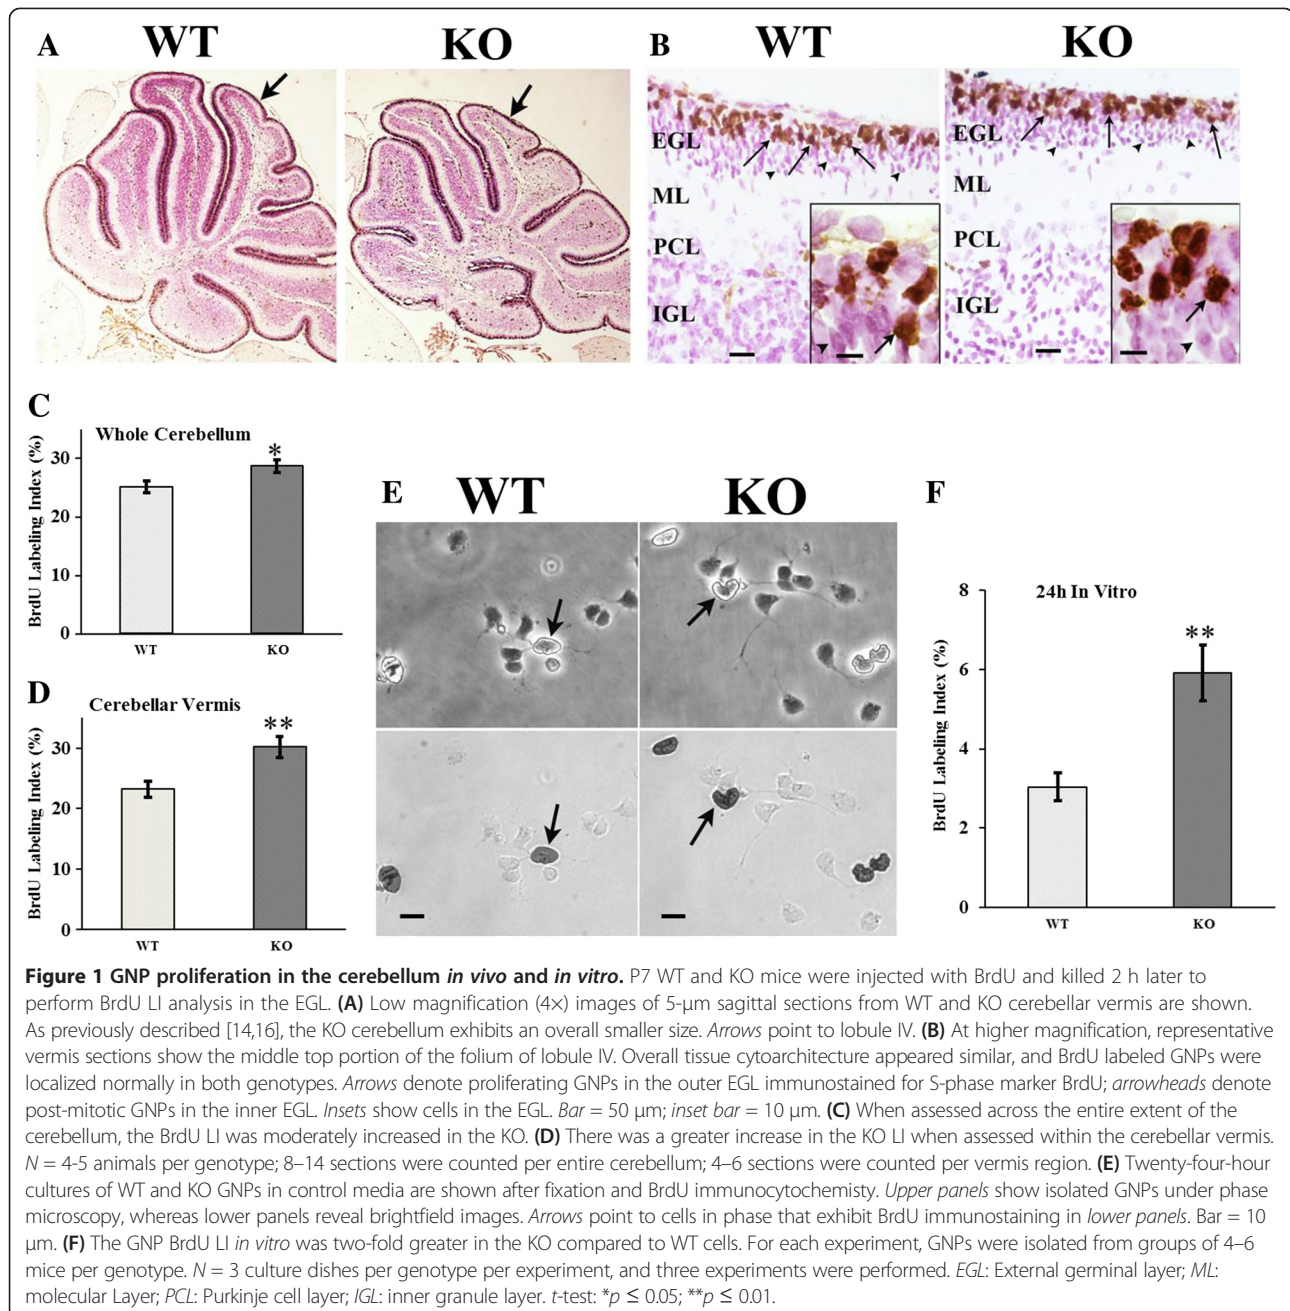 A
WT
KO
B
WT
KO
EGL
ML
PCL
IGL
EGL
ML
PCL
IGL
C
Whole Cerebellum
BrdU Labeling Index (%)
30
20
10
0
*
WT
KO
D
Cerebellar Vermis
BrdU Labeling Index (%)
30
20
10
0
**
WT
KO
E
WT
KO
F
24h In Vitro
BrdU Labeling Index (%)
8
6
4
2
0
**
WT
KO
Figure 1 GNP proliferation in the cerebellum in vivo and in vitro. P7 WT and KO mice were injected with BrdU and killed 2 h later to
perform BrdU LI analysis in the EGL. (A) Low magnification (4×) images of 5-μm sagittal sections from WT and KO cerebellar vermis are shown.
As previously described [14,16], the KO cerebellum exhibits an overall smaller size. Arrows point to lobule IV. (B) At higher magnification, representative
vermis sections show the middle top portion of the folium of lobule IV. Overall tissue cytoarchitecture appeared similar, and BrdU labeled GNPs were
localized normally in both genotypes. Arrows denote proliferating GNPs in the outer EGL immunostained for S-phase marker BrdU; arrowheads denote
post-mitotic GNPs in the inner EGL. Insets show cells in the EGL. Bar = 50 μm; inset bar = 10 μm. (C) When assessed across the entire extent of the
cerebellum, the BrdU LI was moderately increased in the KO. (D) There was a greater increase in the KO LI when assessed within the cerebellar vermis.
N = 4-5 animals per genotype; 8–14 sections were counted per entire cerebellum; 4–6 sections were counted per vermis region. (E) Twenty-four-hour
cultures of WT and KO GNPs in control media are shown after fixation and BrdU immunocytochemisty. Upper panels show isolated GNPs under phase
microscopy, whereas lower panels reveal brightfield images. Arrows point to cells in phase that exhibit BrdU immunostaining in lower panels. Bar = 10
μm. (F) The GNP BrdU LI in vitro was two-fold greater in the KO compared to WT cells. For each experiment, GNPs were isolated from groups of 4–6
mice per genotype. N = 3 culture dishes per genotype per experiment, and three experiments were performed. EGL: External germinal layer; ML:
molecular Layer; PCL: Purkinje cell layer; IGL: inner granule layer. t-test: *p ≤ 0.05; **p ≤ 0.01.